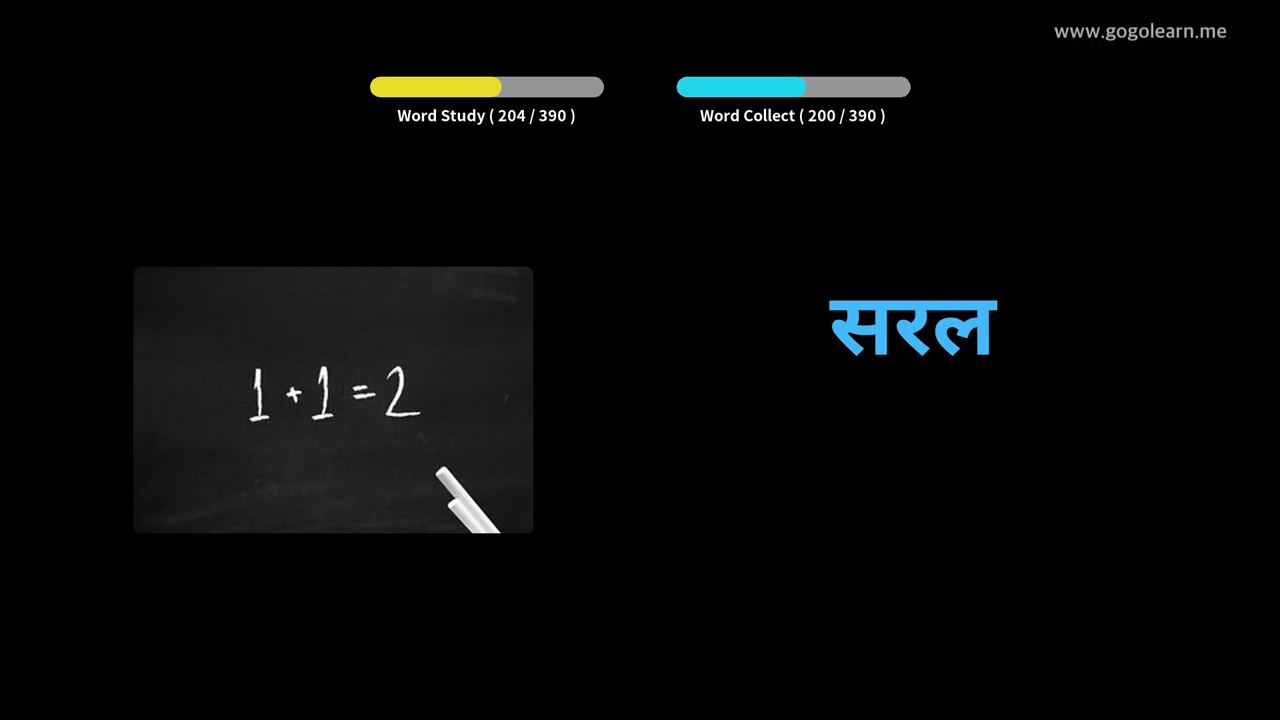 www.gogolearn.me
Word Study ( 204 / 390 )
Word Collect ( 200 / 390 )
1 + 1 = 2
सरल